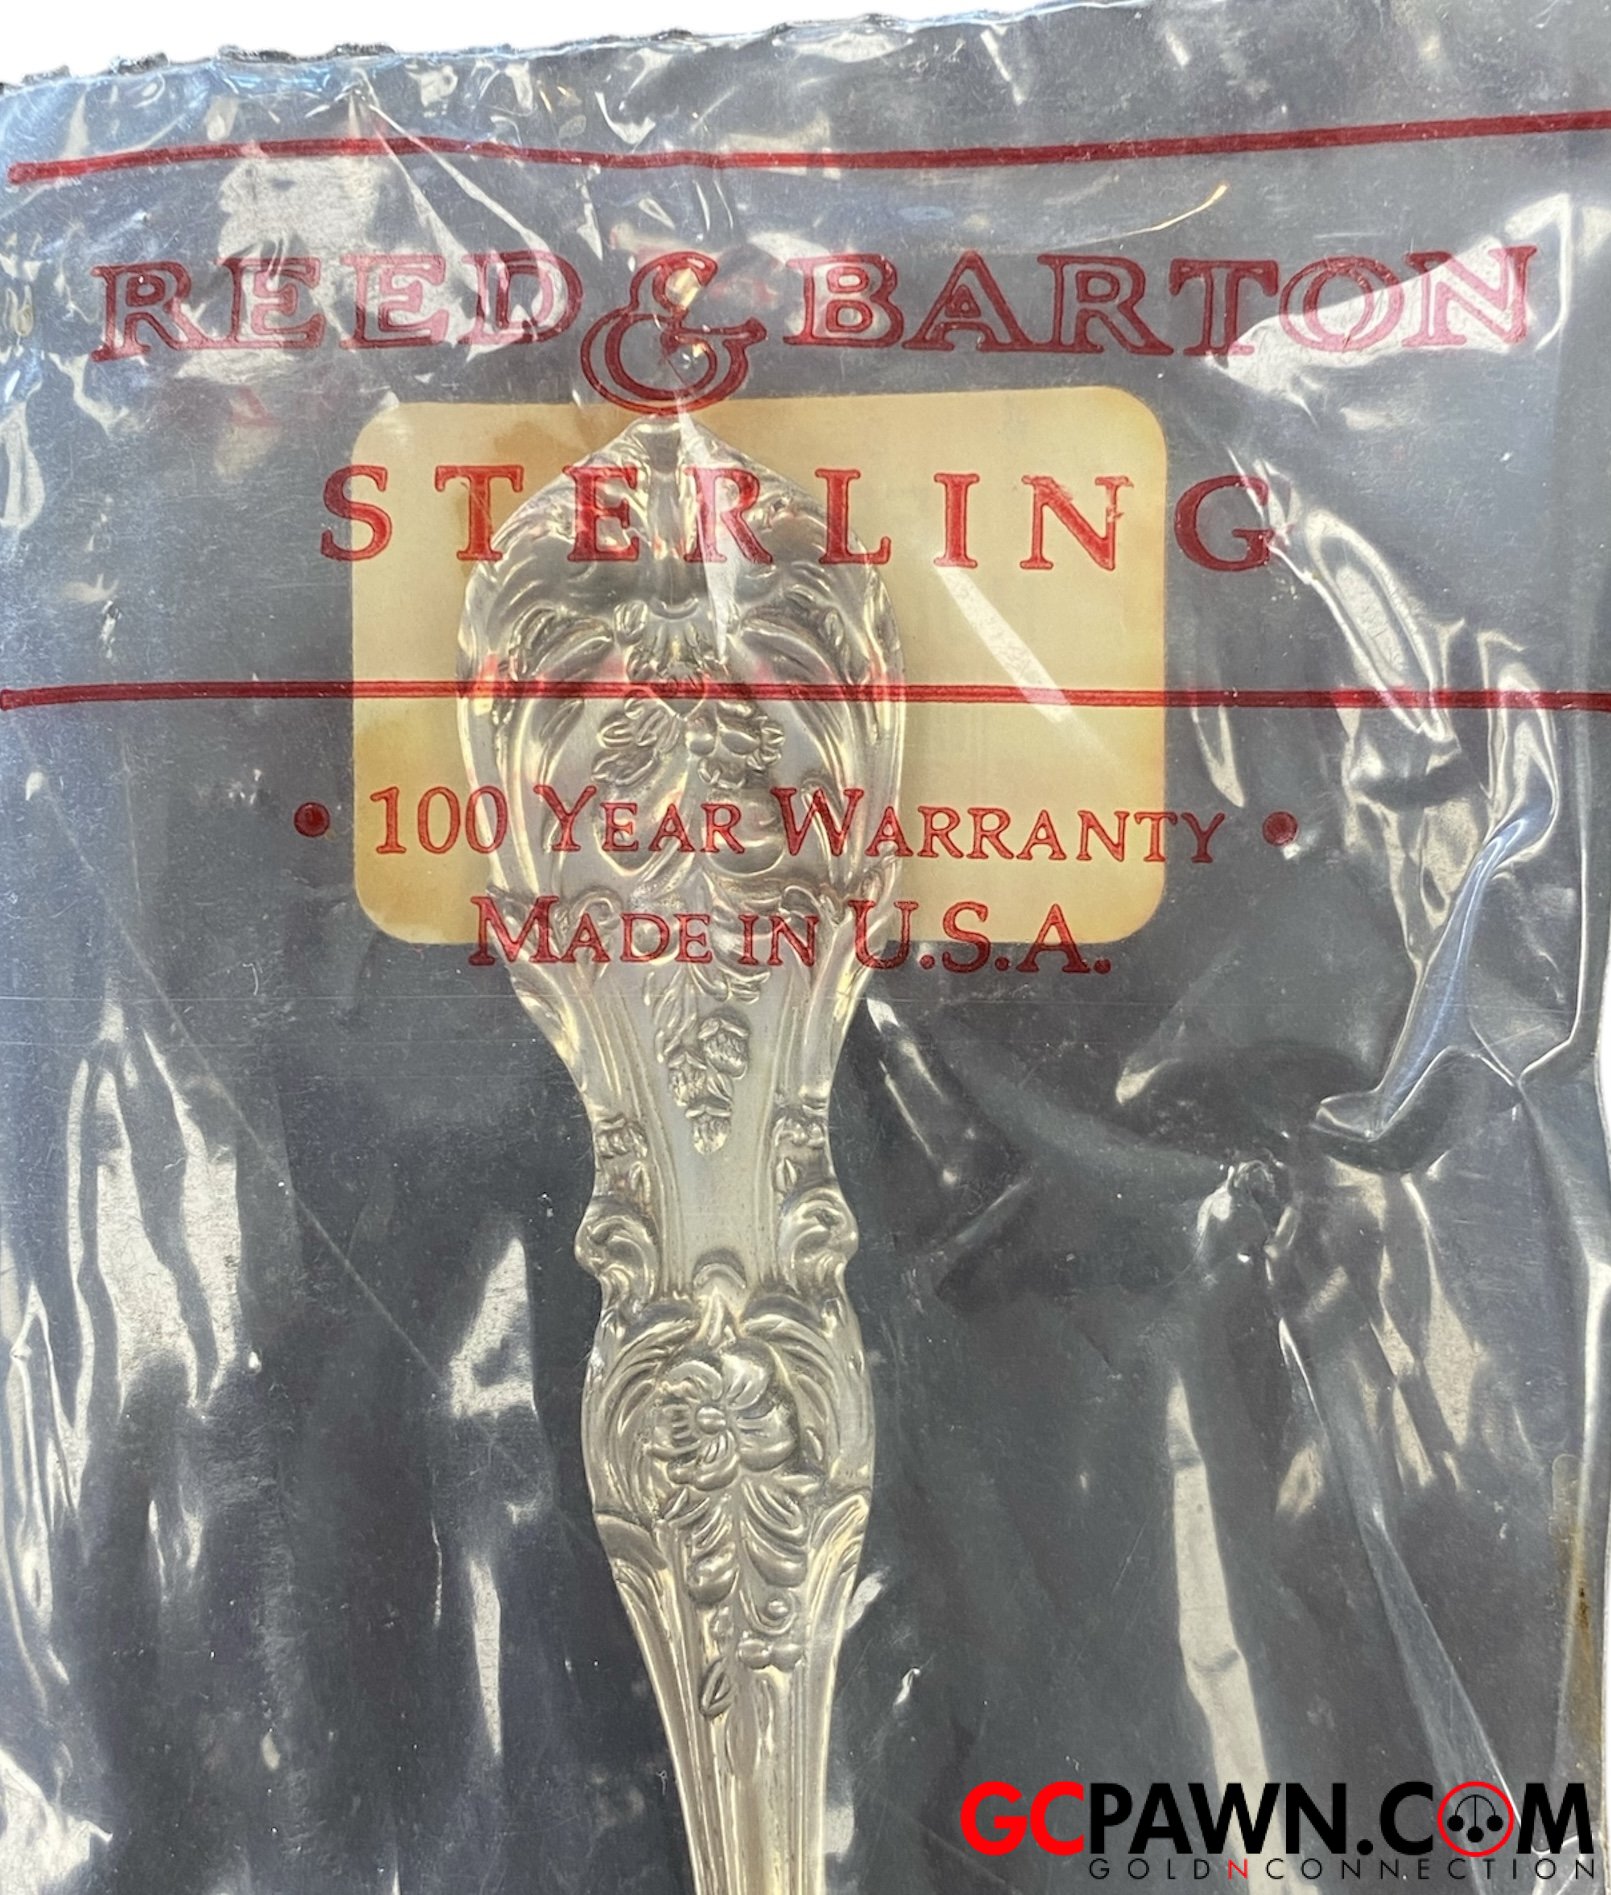 REED & BARTON
STERLING
• 100 YEAR WARRANTY •
MADE IN U.S.A.
GCPAWN.COM
GOLDNCONNECTION